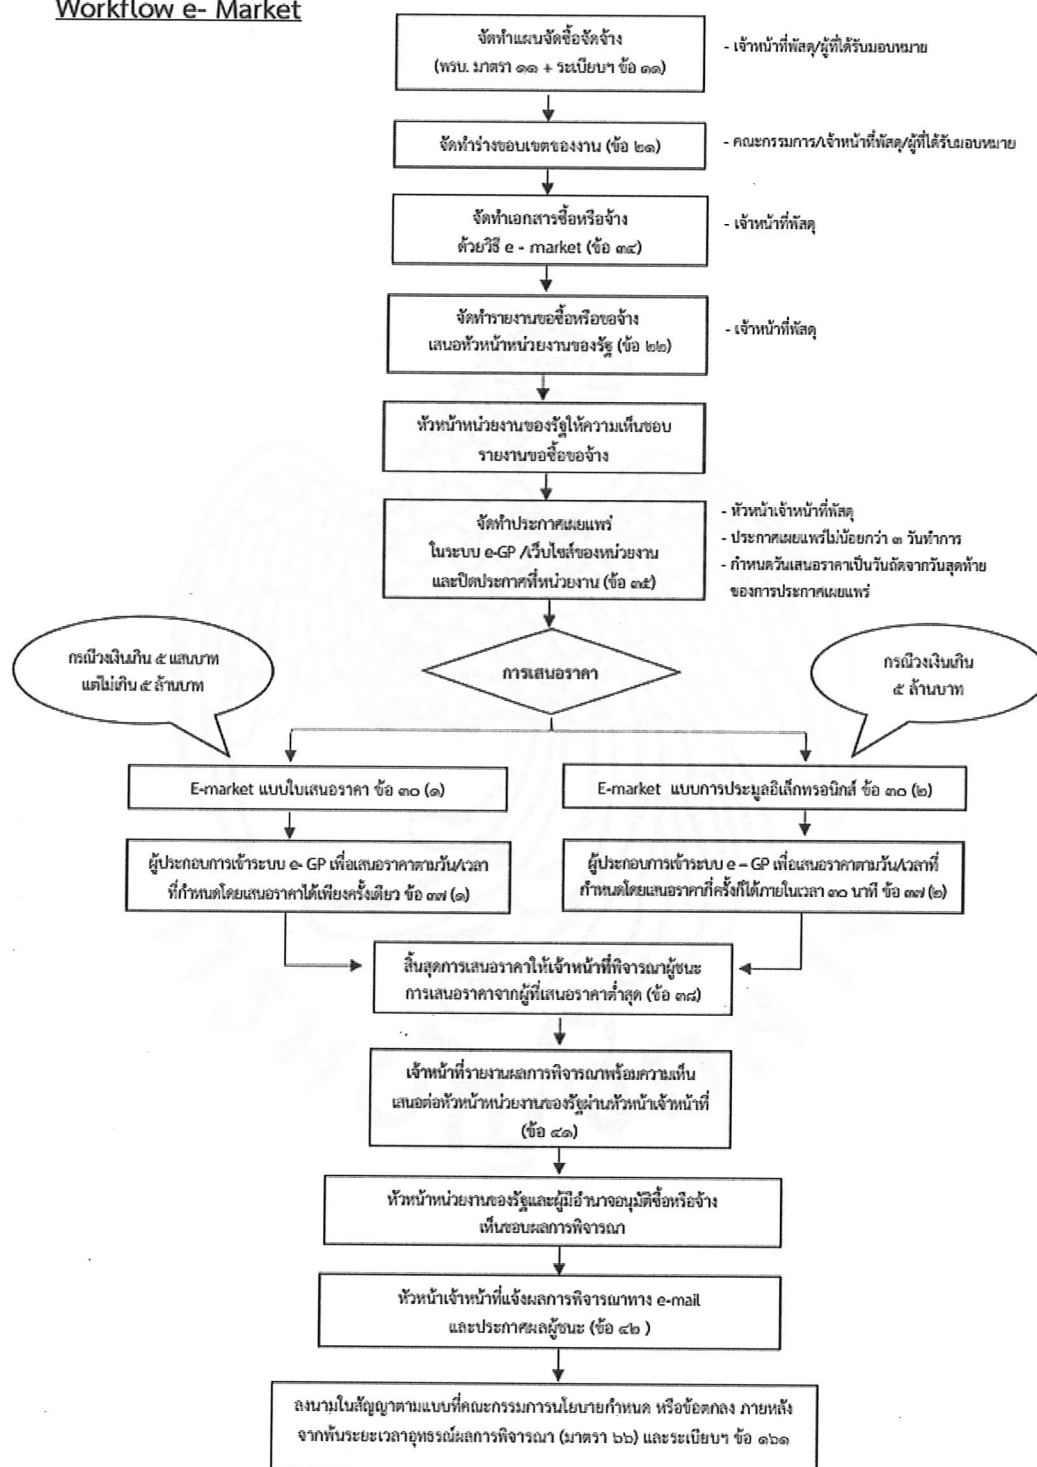 Workflow e- Market
จัดทำแผนจัดซื้อจัดจ้าง
(พรบ. มาตรา ๑๑ + ระเบียบฯ ข้อ ๑๑)
- เจ้าหน้าที่พัสดุ/ผู้ที่ได้รับมอบหมาย
จัดทำร่างขอบเขตของงาน (ข้อ ๒๑)
- คณะกรรมการ/เจ้าหน้าที่พัสดุ/ผู้ที่ได้รับมอบหมาย
จัดทำเอกสารซื้อหรือจ้าง
ด้วยวิธี e - market (ข้อ ๓๔)
- เจ้าหน้าที่พัสดุ
จัดทำรายงานขอซื้อหรือขอจ้าง
เสนอหัวหน้าหน่วยงานของรัฐ (ข้อ ๒๒)
- เจ้าหน้าที่พัสดุ
หัวหน้าหน่วยงานของรัฐให้ความเห็นชอบ
รายงานขอซื้อขอจ้าง
จัดทำประกาศเผยแพร่
ในระบบ e-GP /เว็บไซส์ของหน่วยงาน
และปิดประกาศที่หน่วยงาน (ข้อ ๓๕)
- หัวหน้าเจ้าหน้าที่พัสดุ
- ประกาศเผยแพร่ไม่น้อยกว่า ๓ วันทำการ
- กำหนดวันเสนอราคาเป็นวันถัดจากวันสุดท้าย
ของการประกาศเผยแพร่
กรณีวงเงินเกิน ๕ แสนบาท
แต่ไม่เกิน ๕ ล้านบาท
การเสนอราคา
กรณีวงเงินเกิน
๕ ล้านบาท
E-market แบบใบเสนอราคา ข้อ ๓๐ (๑)
E-market แบบการประมูลอิเล็กทรอนิกส์ ข้อ ๓๐ (๒)
ผู้ประกอบการเข้าระบบ e- GP เพื่อเสนอราคาตามวัน/เวลา
ที่กำหนดโดยเสนอราคาได้เพียงครั้งเดียว ข้อ ๓๗ (๑)
ผู้ประกอบการเข้าระบบ e – GP เพื่อเสนอราคาตามวัน/เวลาที่
กำหนดโดยเสนอราคากี่ครั้งก็ได้ภายในเวลา ๓๐ นาที ข้อ ๓๗ (๒)
สิ้นสุดการเสนอราคาให้เจ้าหน้าที่พิจารณาผู้ชนะ
การเสนอราคาจากผู้ที่เสนอราคาต่ำสุด (ข้อ ๓๘)
เจ้าหน้าที่รายงานผลการพิจารณาพร้อมความเห็น
เสนอต่อหัวหน้าหน่วยงานของรัฐผ่านหัวหน้าเจ้าหน้าที่
(ข้อ ๔๑)
หัวหน้าหน่วยงานของรัฐและผู้มีอำนาจอนุมัติซื้อหรือจ้าง
เห็นชอบผลการพิจารณา
หัวหน้าเจ้าหน้าที่แจ้งผลการพิจารณาทาง e-mail
และประกาศผลผู้ชนะ (ข้อ ๔๒ )
ลงนามในสัญญาตามแบบที่คณะกรรมการนโยบายกำหนด หรือข้อตกลง ภายหลัง
จากพ้นระยะเวลาอุทธรณ์ผลการพิจารณา (มาตรา ๖๖) และระเบียบฯ ข้อ ๑๖๑